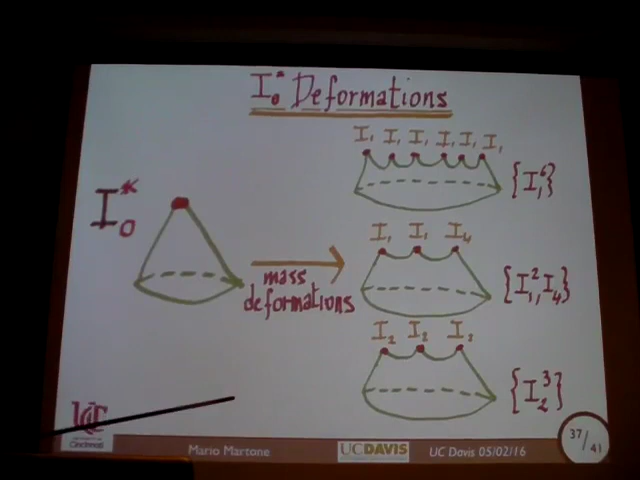 I₀* Deformations
I₁ I₁ I₁ I₁ I₁ I₁
{I₁⁶}
I₀*
I₁ I₁ I₄
mass
deformations
{I₁², I₄}
I₂ I₂ I₂
{I₂³}
Cincinnati
Mario Martone
UC DAVIS
UC Davis 05/02/16
37/41